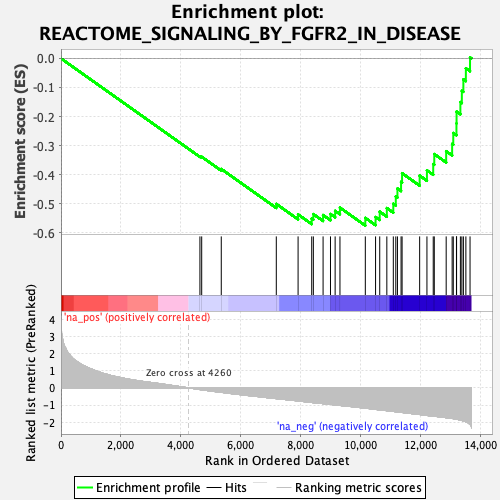 Enrichment plot:
REACTOME_SIGNALING_BY_FGFR2_IN_DISEASE
Enrichment score (ES)
0.0
-0.1
-0.2
-0.3
-0.4
-0.5
-0.6
'na_pos' (positively correlated)
Ranked list metric (PreRanked)
4
3
2
1
0
-1
-2
Zero cross at 4260
'na_neg' (negatively correlated)
0 2,000 4,000 6,000 8,000 10,000 12,000 14,000
Rank in Ordered Dataset
Enrichment profile Hits Ranking metric scores